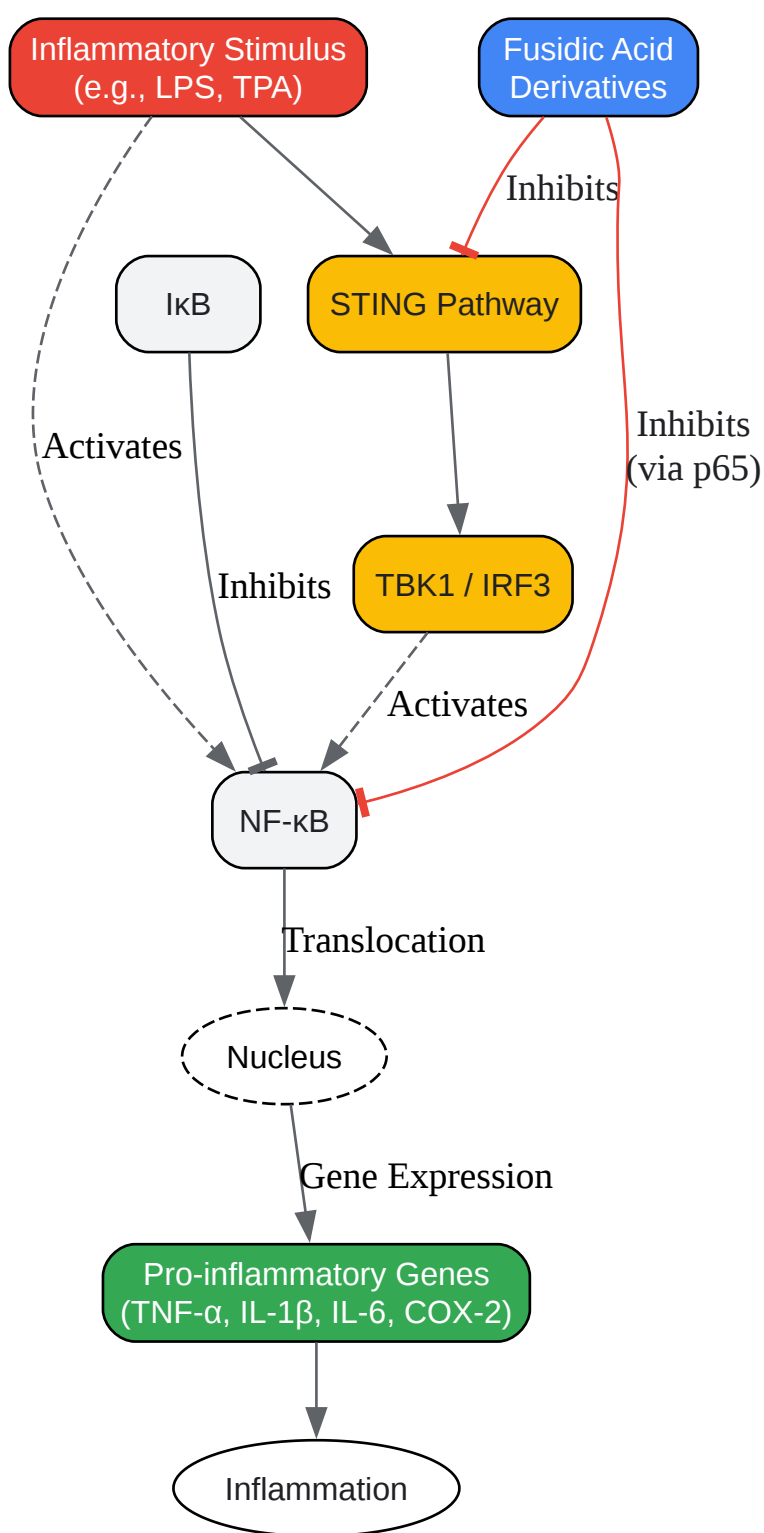 Inflammatory Stimulus
(e.g., LPS, TPA)
Fusidic Acid
Derivatives
Inhibits
IκB
STING Pathway
Inhibits
(via p65)
Activates
Inhibits
TBK1 / IRF3
Activates
NF-κB
Translocation
Nucleus
Gene Expression
Pro-inflammatory Genes
(TNF-α, IL-1β, IL-6, COX-2)
Inflammation